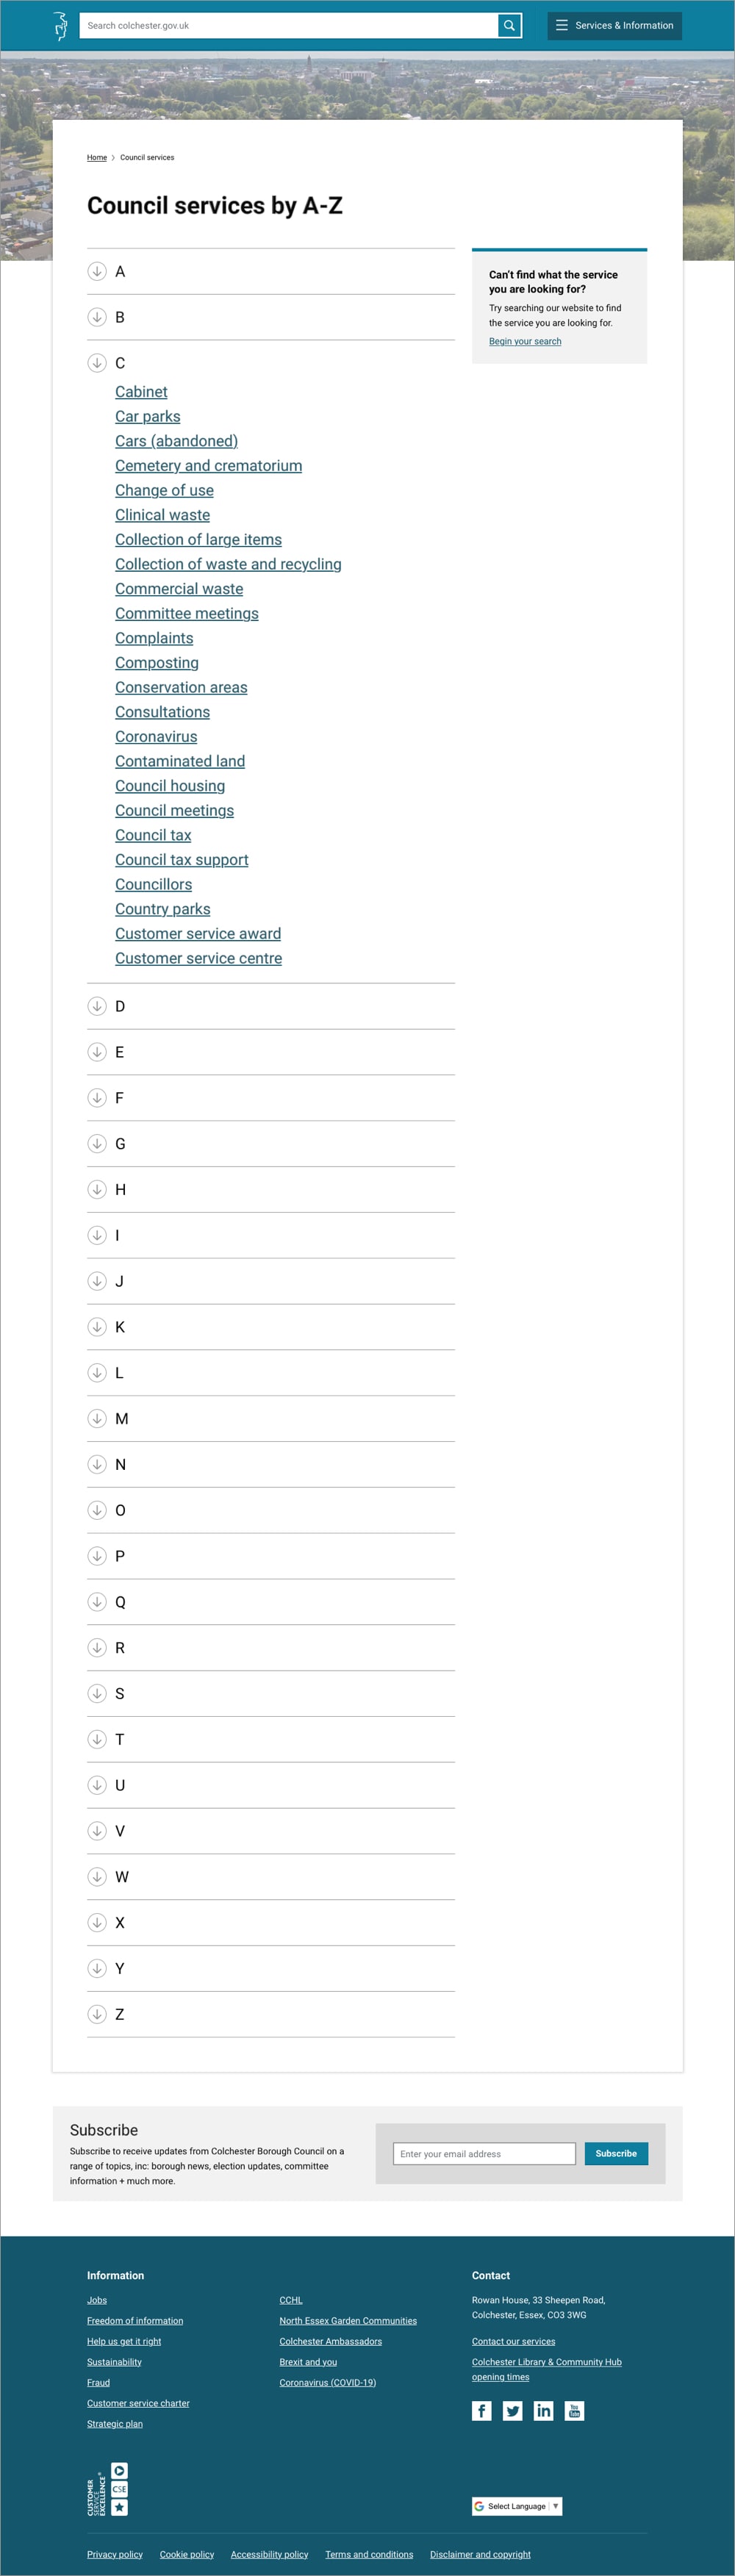 Search colchester.gov.uk
Services & Information
Home
Council services
Council services by A-Z
A
B
C
Cabinet
Car parks
Cars (abandoned)
Cemetery and crematorium
Change of use
Clinical waste
Collection of large items
Collection of waste and recycling
Commercial waste
Committee meetings
Complaints
Composting
Conservation areas
Consultations
Coronavirus
Contaminated land
Council housing
Council meetings
Council tax
Council tax support
Councillors
Country parks
Customer service award
Customer service centre
D
E
F
G
H
I
J
K
L
M
N
O
P
Q
R
S
T
U
V
W
X
Y
Z
Can't find what the service
you are looking for?
Try searching our website to find
the service you are looking for.
Begin your search
Subscribe
Subscribe to receive updates from Colchester Borough Council on a
range of topics, inc: borough news, election updates, committee
information + much more.
Enter your email address
Subscribe
Information
Jobs
Freedom of information
Help us get it right
Sustainability
Fraud
Customer service charter
Strategic plan
CCHL
North Essex Garden Communities
Colchester Ambassadors
Brexit and you
Coronavirus (COVID-19)
Contact
Rowan House, 33 Sheepen Road,
Colchester, Essex, CO3 3WG
Contact our services
Colchester Library & Community Hub
opening times
f
in
You
Tube
CUSTOMER
SERVICE
EXCELLENCE®
CSE
G Select Language
Privacy policy
Cookie policy
Accessibility policy
Terms and conditions
Disclaimer and copyright